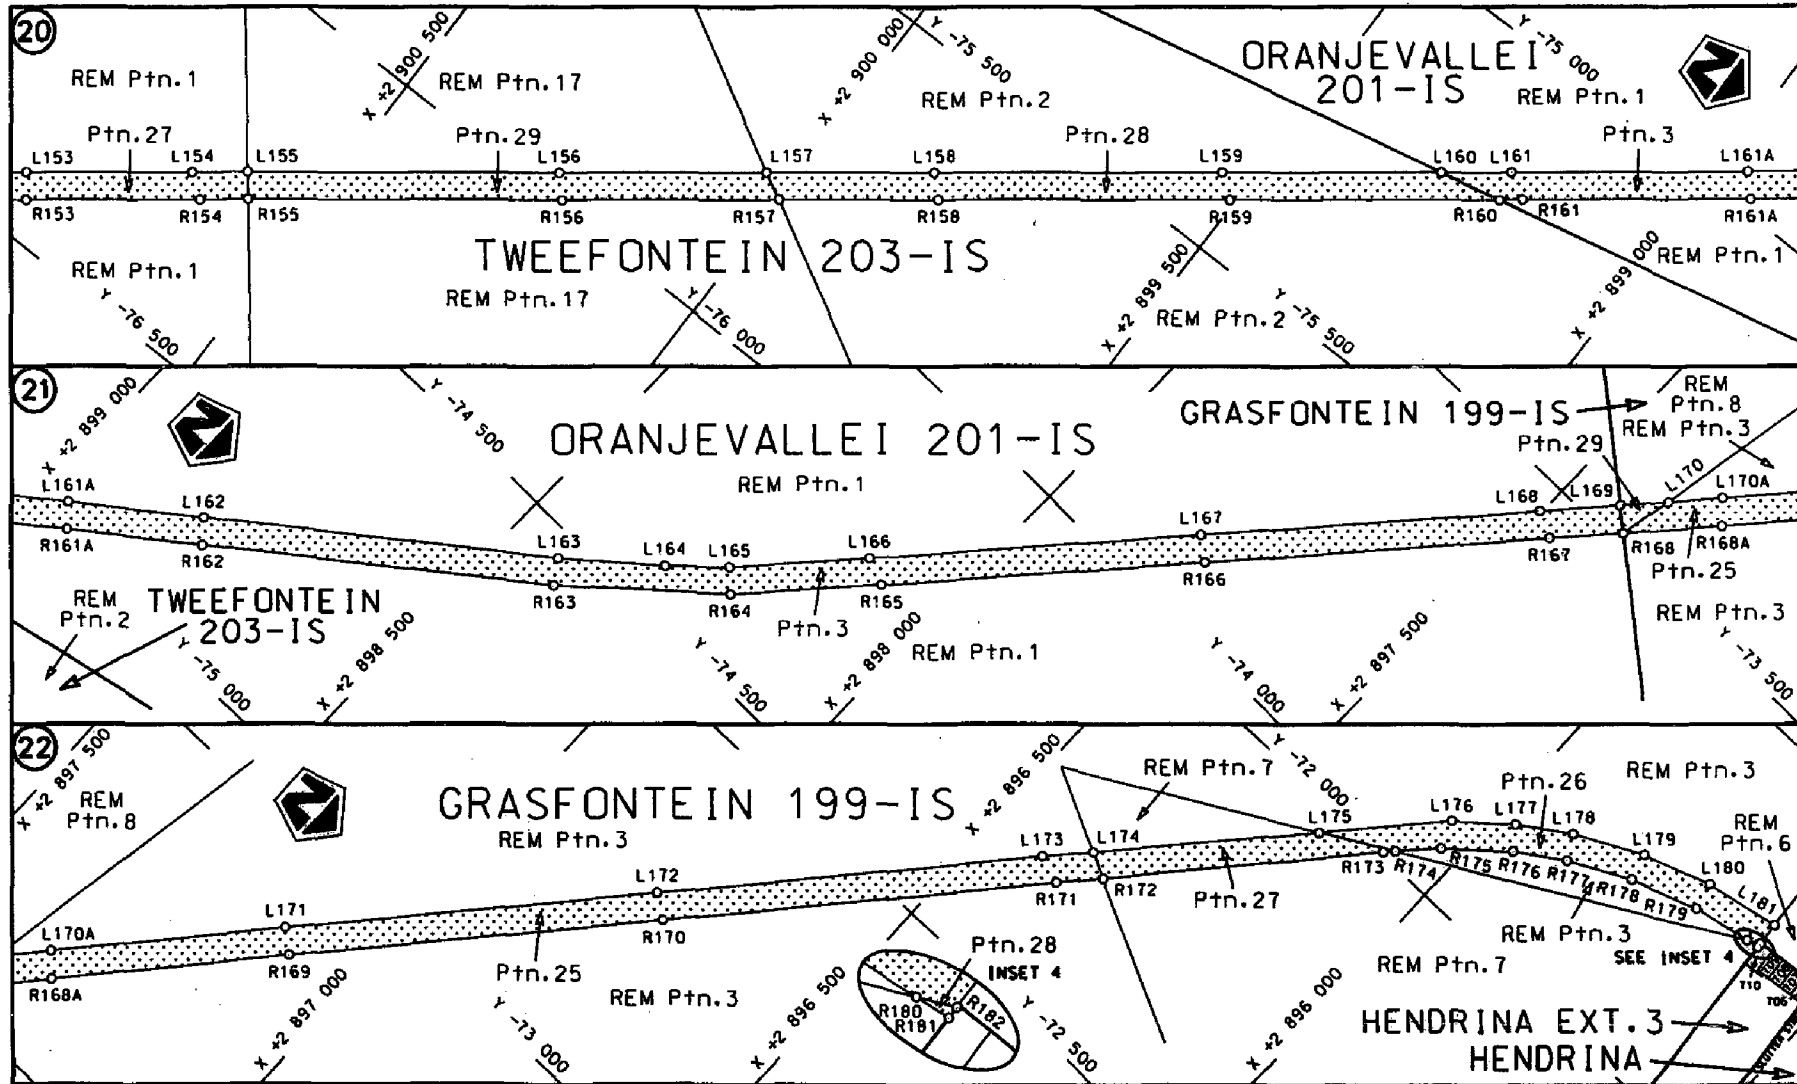 20
REM Ptn.1
X +2 900 500
REM Ptn.17
X +2 900 000
Y -75 500
REM Ptn.2
ORANJEVALLEI
201-IS
Y -75 000
REM Ptn.1
Ptn.27
Ptn.29
Ptn.28
Ptn.3
L153
L154
L155
L156
L157
L158
L159
L160
L161
L161A
R153
R154
R155
R156
R157
R158
R159
R160
R161
R161A
TWEEFONTEIN 203-IS
REM Ptn.1
Y -76 500
REM Ptn.17
Y -76 000
X +2 899 500
REM Ptn.2
Y -75 500
X +2 899 000
REM Ptn.1
21
X +2 899 000
Y -74 500
ORANJEVALLEI 201-IS
REM Ptn.1
GRASFONTEIN 199-IS
REM
Ptn.8
REM Ptn.3
Ptn.29
L161A
L162
L163
L164
L165
L166
L167
L168
L169
L170
L170A
R161A
R162
R163
R164
R165
R166
R167
R168
R168A
Ptn.25
REM
Ptn.2
TWEEFONTEIN
203-IS
Y -75 000
X +2 898 500
Ptn.3
Y -74 500
X +2 898 000
REM Ptn.1
Y -74 000
X +2 897 500
REM Ptn.3
Y -73 500
22
X +2 897 500
REM
Ptn.8
GRASFONTEIN 199-IS
REM Ptn.3
X +2 896 500
REM Ptn.7
Y -72 000
Ptn.26
REM Ptn.3
REM
Ptn.6
L170A
L171
L172
L173
L174
L175
L176
L177
L178
L179
L180
L181
R168A
R169
R170
R171
R172
R173
R174
R175
R176
R177
R178
R179
Ptn.25
Ptn.27
REM Ptn.3
REM Ptn.3
REM Ptn.7
SEE INSET 4
T10
T06
X +2 897 000
Y -73 000
X +2 896 500
Ptn.28
INSET 4
R180
R181
R182
Y -72 500
X +2 896 000
HENDRINA EXT.3
HENDRINA